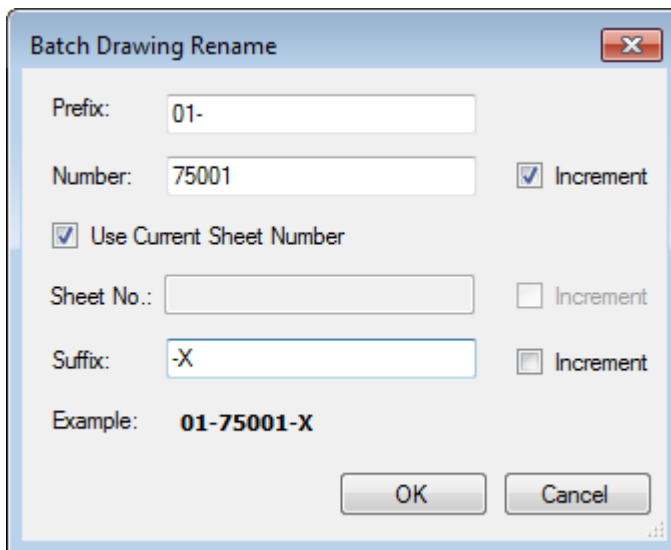 Batch Drawing Rename
Prefix: 01-
Number: 75001 Increment
Use Current Sheet Number
Sheet No.: Increment
Suffix: -X Increment
Example: 01-75001-X
OK Cancel